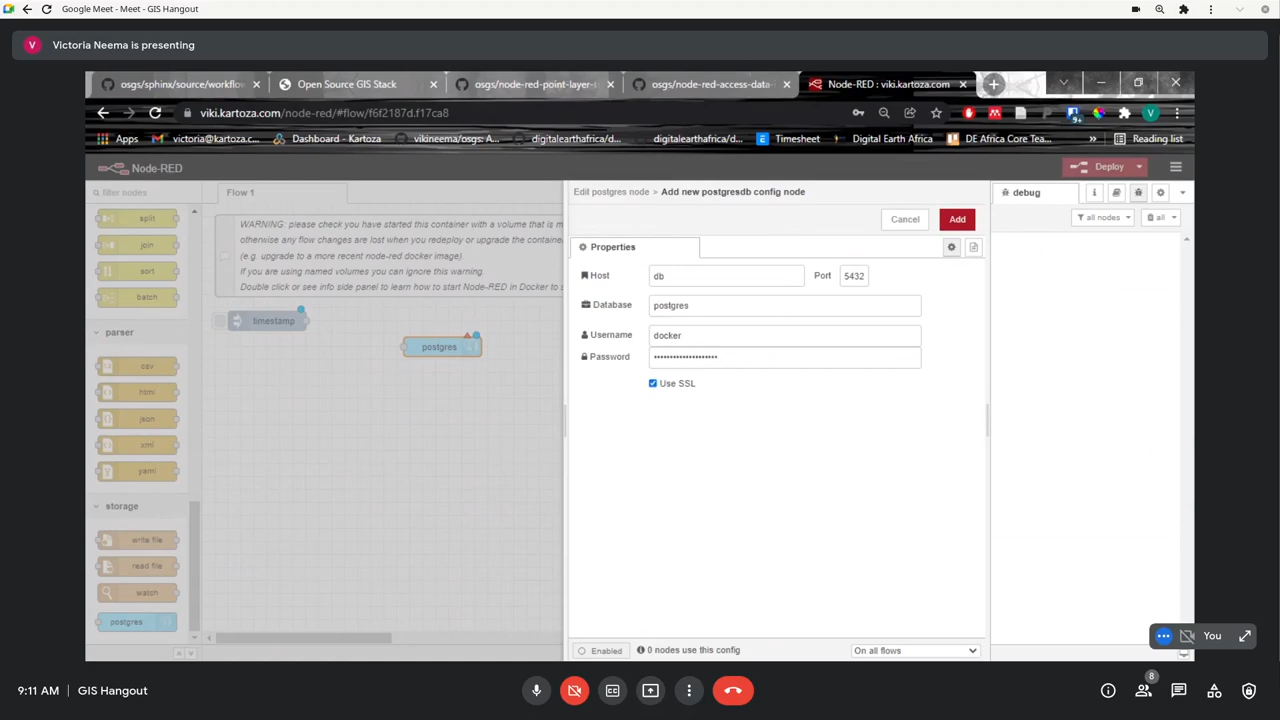 Google Meet - Meet - GIS Hangout
V Victoria Neema is presenting
osgs/sphinx/source/workflow
Open Source GIS Stack
osgs/node-red-point-layer-
osgs/node-red-access-data-
Node-RED : viki.kartoza.com
viki.kartoza.com/node-red/#flow/f6f2187d.f17ca8
V
Apps
victoria@kartoza.c...
Dashboard - Kartoza
vikineema/osgs: A...
digitalearthafrica/d...
digitalearthafrica/d...
Timesheet
Digital Earth Africa
DE Africa Core Tea...
»
Reading list
Node-RED
Deploy
filter nodes
Flow 1
Edit postgres node > Add new postgresdb config node
debug
Cancel
Add
all nodes
all
split
join
sort
batch
WARNING: please check you have started this container with a volume that is m
otherwise any flow changes are lost when you redeploy or upgrade the containe
(e.g. upgrade to a more recent node-red docker image)
If you are using named volumes you can ignore this warning.
Double click or see info side panel to learn how to start Node-RED in Docker to s
Properties
Host
db
Port
5432
Database
postgres
Username
docker
Password
••••••••••••••••••••
Use SSL
timestamp
postgres
parser
csv
html
json
xml
yaml
storage
write file
read file
watch
postgres
Enabled
0 nodes use this config
On all flows
You
9:11 AM | GIS Hangout
8